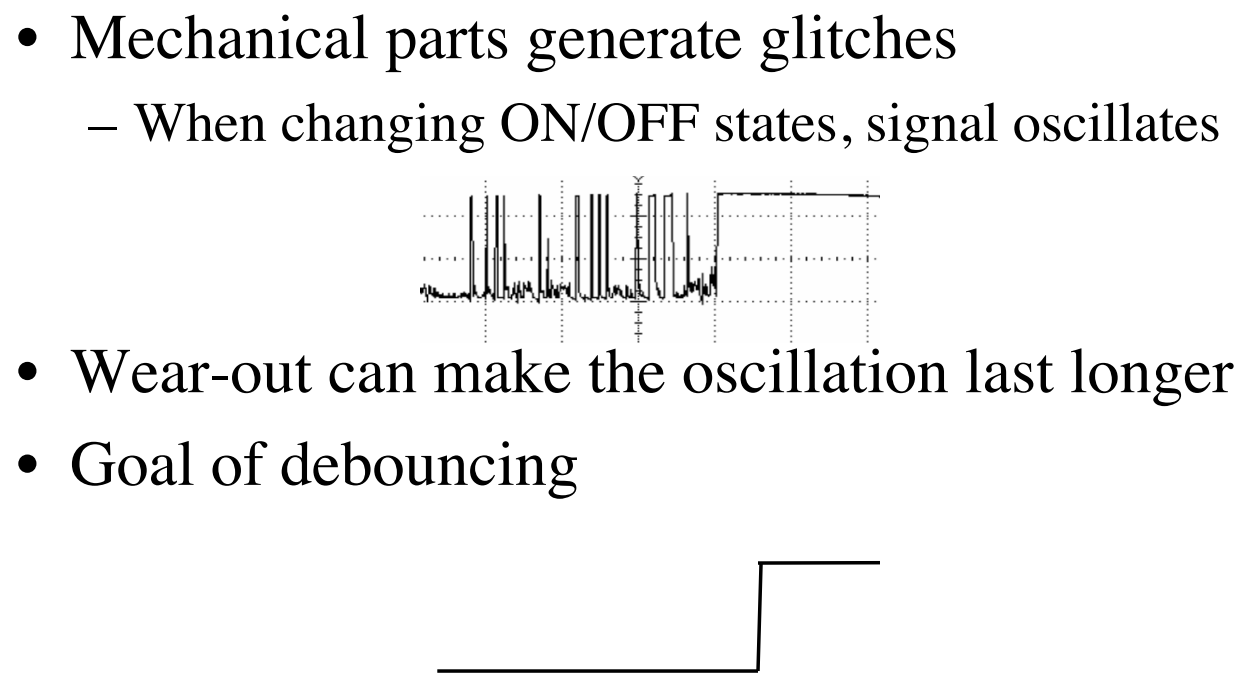 • Mechanical parts generate glitches
– When changing ON/OFF states, signal oscillates
• Wear-out can make the oscillation last longer
• Goal of debouncing